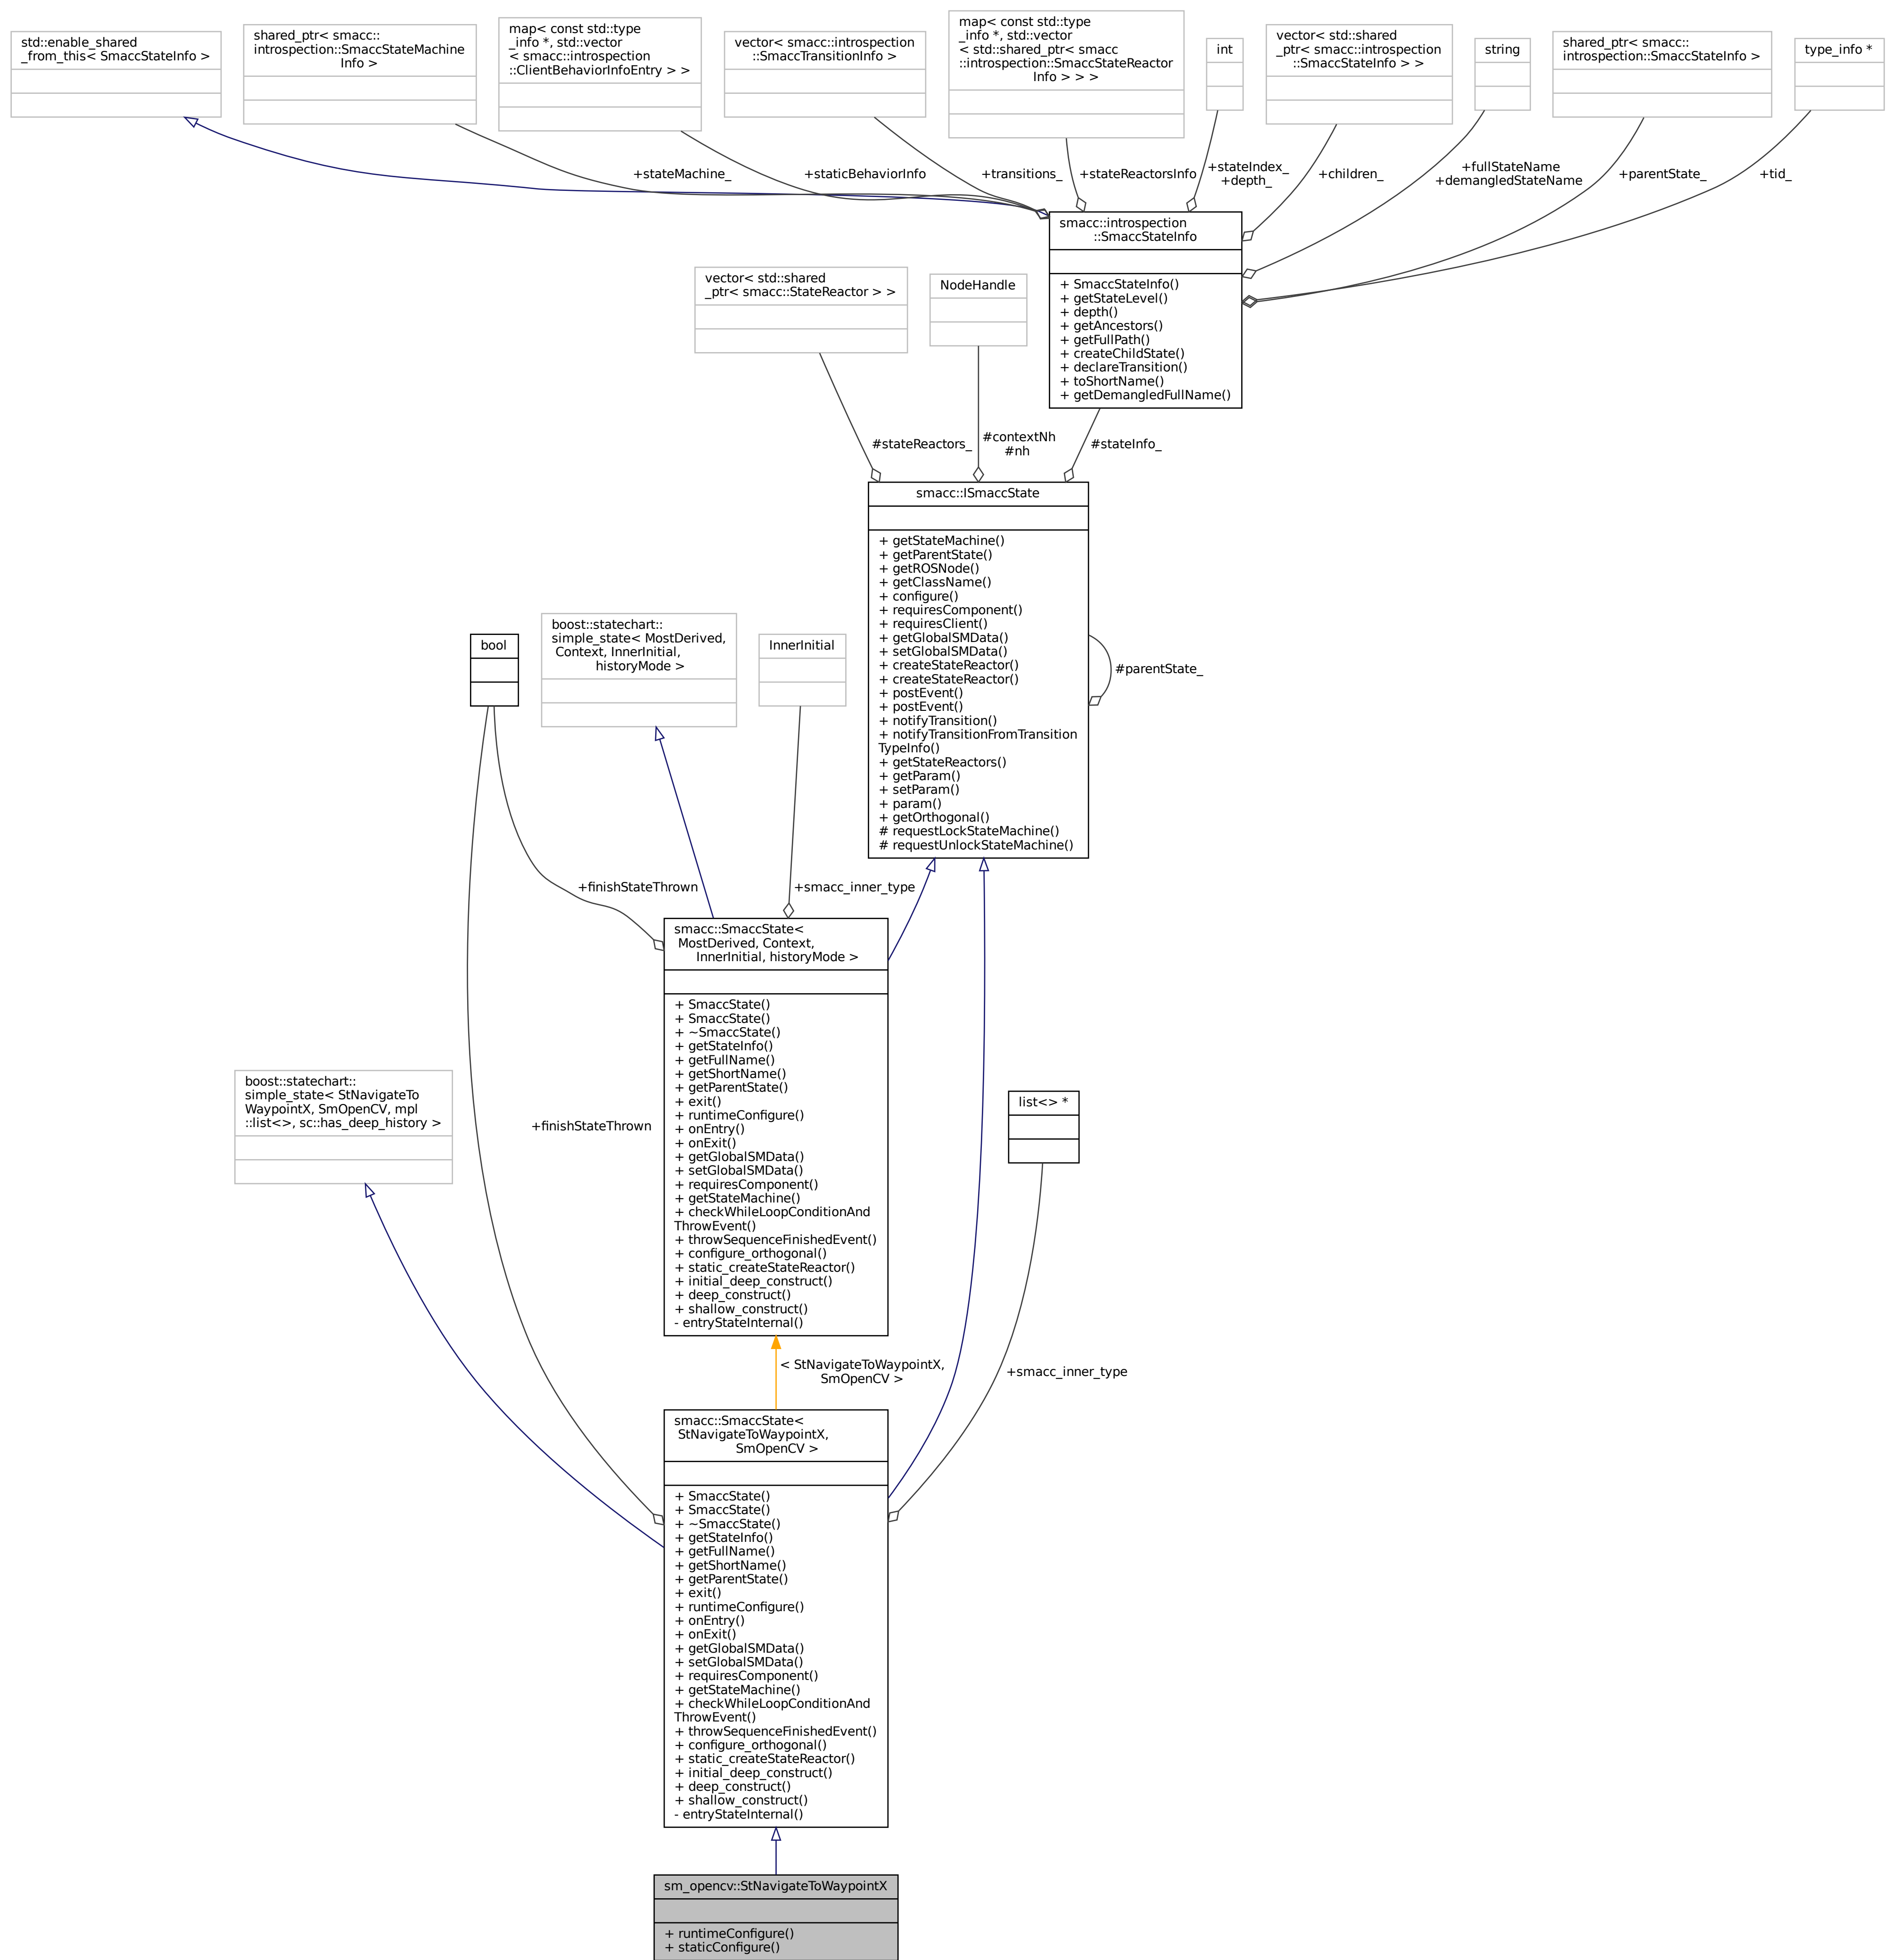 std::enable_shared
_from_this< SmaccStateInfo >
shared_ptr< smacc::
introspection::SmaccStateMachine
Info >
map< const std::type
_info *, std::vector
< smacc::introspection
::ClientBehaviorInfoEntry > >
vector< smacc::introspection
::SmaccTransitionInfo >
map< const std::type
_info *, std::vector
< std::shared_ptr< smacc
::introspection::SmaccStateReactor
Info > > >
int
vector< std::shared
_ptr< smacc::introspection
::SmaccStateInfo > >
string
shared_ptr< smacc::
introspection::SmaccStateInfo >
type_info *
+stateMachine_
+staticBehaviorInfo
+transitions_
+stateReactorsInfo
+stateIndex_
+depth_
+children_
+fullStateName
+demangledStateName
+parentState_
+tid_
smacc::introspection
::SmaccStateInfo
+ SmaccStateInfo()
+ getStateLevel()
+ depth()
+ getAncestors()
+ getFullPath()
+ createChildState()
+ declareTransition()
+ toShortName()
+ getDemangledFullName()
vector< std::shared
_ptr< smacc::StateReactor > >
NodeHandle
#stateReactors_
#contextNh
#nh
#stateInfo_
smacc::ISmaccState
+ getStateMachine()
+ getParentState()
+ getROSNode()
+ getClassName()
+ configure()
+ requiresComponent()
+ requiresClient()
+ getGlobalSMData()
+ setGlobalSMData()
+ createStateReactor()
+ createStateReactor()
+ postEvent()
+ postEvent()
+ notifyTransition()
+ notifyTransitionFromTransition
TypeInfo()
+ getStateReactors()
+ getParam()
+ setParam()
+ param()
+ getOrthogonal()
# requestLockStateMachine()
# requestUnlockStateMachine()
#parentState_
bool
boost::statechart::
simple_state< MostDerived,
Context, InnerInitial,
historyMode >
InnerInitial
+finishStateThrown
+smacc_inner_type
smacc::SmaccState<
MostDerived, Context,
InnerInitial, historyMode >
+ SmaccState()
+ SmaccState()
+ ~SmaccState()
+ getStateInfo()
+ getFullName()
+ getShortName()
+ getParentState()
+ exit()
+ runtimeConfigure()
+ onEntry()
+ onExit()
+ getGlobalSMData()
+ setGlobalSMData()
+ requiresComponent()
+ getStateMachine()
+ checkWhileLoopConditionAnd
ThrowEvent()
+ throwSequenceFinishedEvent()
+ configure_orthogonal()
+ static_createStateReactor()
+ initial_deep_construct()
+ deep_construct()
+ shallow_construct()
- entryStateInternal()
boost::statechart::
simple_state< StNavigateTo
WaypointX, SmOpenCV, mpl
::list<>, sc::has_deep_history >
+finishStateThrown
list<> *
< StNavigateToWaypointX,
SmOpenCV >
+smacc_inner_type
smacc::SmaccState<
StNavigateToWaypointX,
SmOpenCV >
+ SmaccState()
+ SmaccState()
+ ~SmaccState()
+ getStateInfo()
+ getFullName()
+ getShortName()
+ getParentState()
+ exit()
+ runtimeConfigure()
+ onEntry()
+ onExit()
+ getGlobalSMData()
+ setGlobalSMData()
+ requiresComponent()
+ getStateMachine()
+ checkWhileLoopConditionAnd
ThrowEvent()
+ throwSequenceFinishedEvent()
+ configure_orthogonal()
+ static_createStateReactor()
+ initial_deep_construct()
+ deep_construct()
+ shallow_construct()
- entryStateInternal()
sm_opencv::StNavigateToWaypointX
+ runtimeConfigure()
+ staticConfigure()